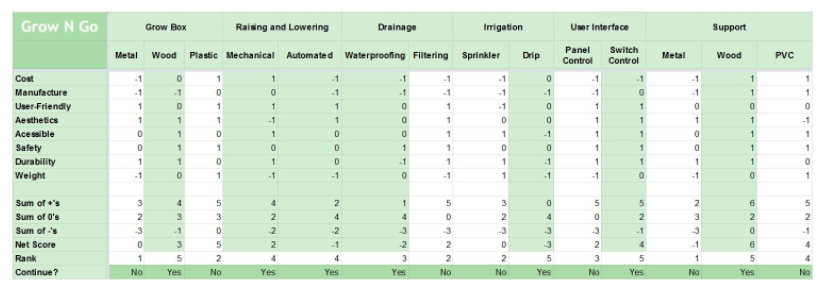 Grow N Go Grow Box Raising and Lowering Drainage Irrigation User Interface Support
Metal Wood Plastic Mechanical Automated Waterproofing Filtering Sprinkler Drip Panel Control Switch Control Metal Wood PVC
Cost -1 0 1 1 -1 -1 -1 -1 0 -1 -1 -1 1 1
Manufacture -1 -1 0 0 -1 -1 1 -1 -1 -1 0 -1 1 1
User-Friendly 1 0 1 1 1 0 1 -1 0 1 1 0 0 0
Aesthetics 1 1 1 -1 1 0 1 0 0 1 1 1 1 -1
Acessible 0 1 0 1 0 0 1 1 -1 1 1 0 1 1
Safety 0 1 1 0 0 1 1 0 0 1 1 0 1 1
Durability 1 1 0 1 0 -1 1 1 -1 1 1 1 1 0
Weight -1 0 1 -1 -1 0 -1 1 -1 -1 0 -1 0 1
Sum of +'s 3 4 5 4 2 1 5 3 0 5 5 2 6 5
Sum of 0's 2 3 3 2 4 4 0 2 4 0 2 3 2 2
Sum of -'s -3 -1 0 -2 -2 -3 -3 -3 -3 -3 -1 -3 0 -1
Net Score 0 3 5 2 -1 -2 2 0 -3 2 4 -1 6 4
Rank 1 5 2 4 4 3 2 2 5 3 5 1 5 4
Continue? No Yes No Yes Yes Yes No No Yes No Yes No Yes No